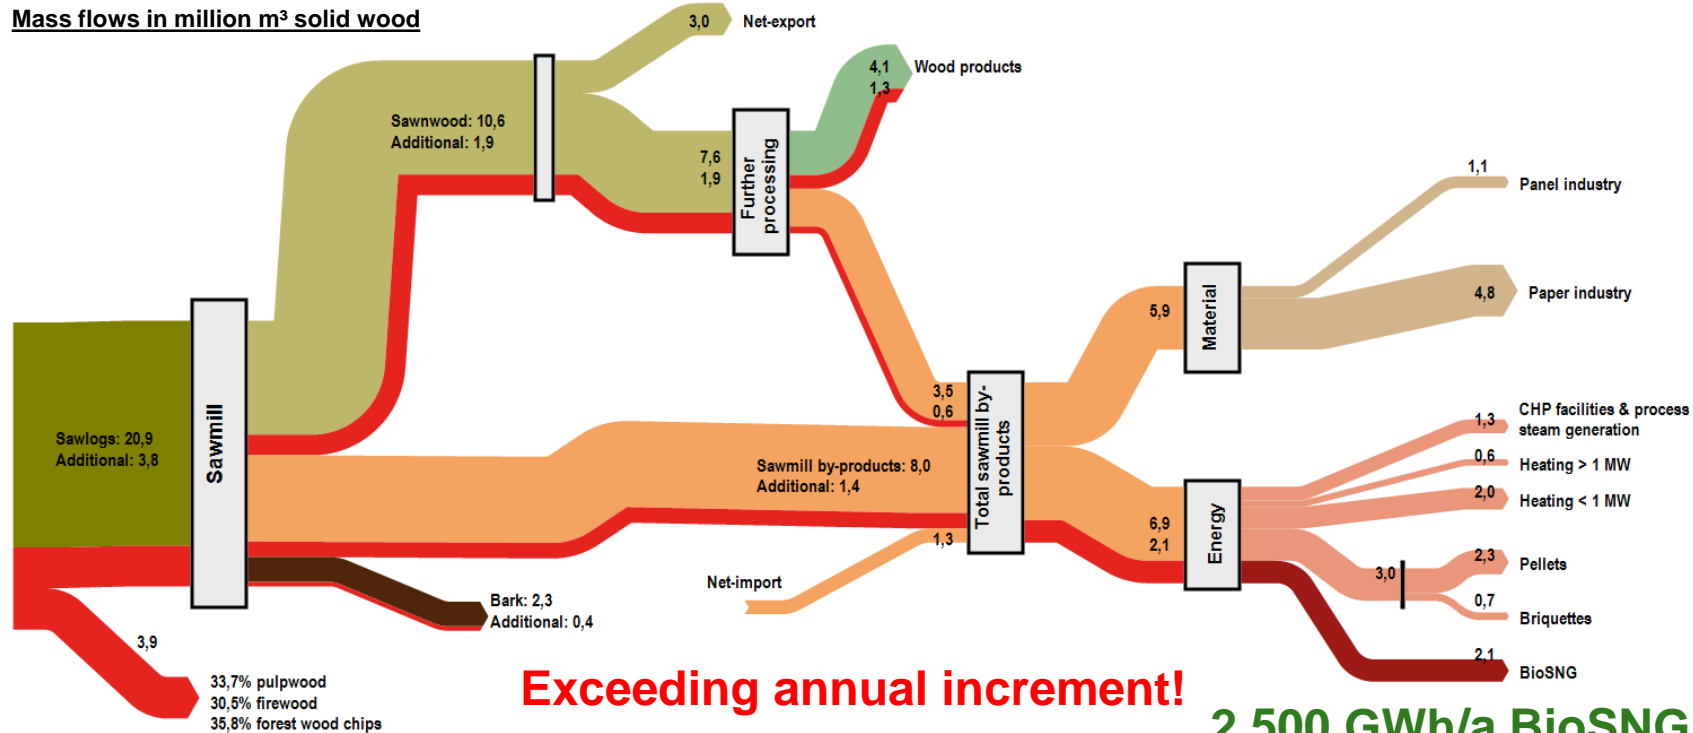 Mass flows in million m³ solid wood
3,0
Net-export
4,1
1,3
Wood products
Sawnwood: 10,6
Additional: 1,9
7,6
1,9
Further
processing
1,1
Panel industry
4,8
Paper industry
5,9
Material
Sawlogs: 20,9
Additional: 3,8
Sawmill
3,5
0,6
Sawmill by-products: 8,0
Additional: 1,4
Total sawmill by-
products
1,3
Net-import
CHP facilities & process
steam generation
1,3
0,6
Heating > 1 MW
2,0
Heating < 1 MW
6,9
2,1
Energy
3,0
2,3
Pellets
0,7
Briquettes
2,1
BioSNG
Bark: 2,3
Additional: 0,4
3,9
33,7% pulpwood
30,5% firewood
35,8% forest wood chips
Exceeding annual increment!
2.500 GWh/a BioSNG